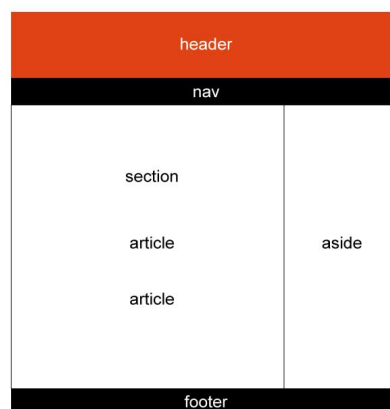 header
nav
section
article
aside
article
footer